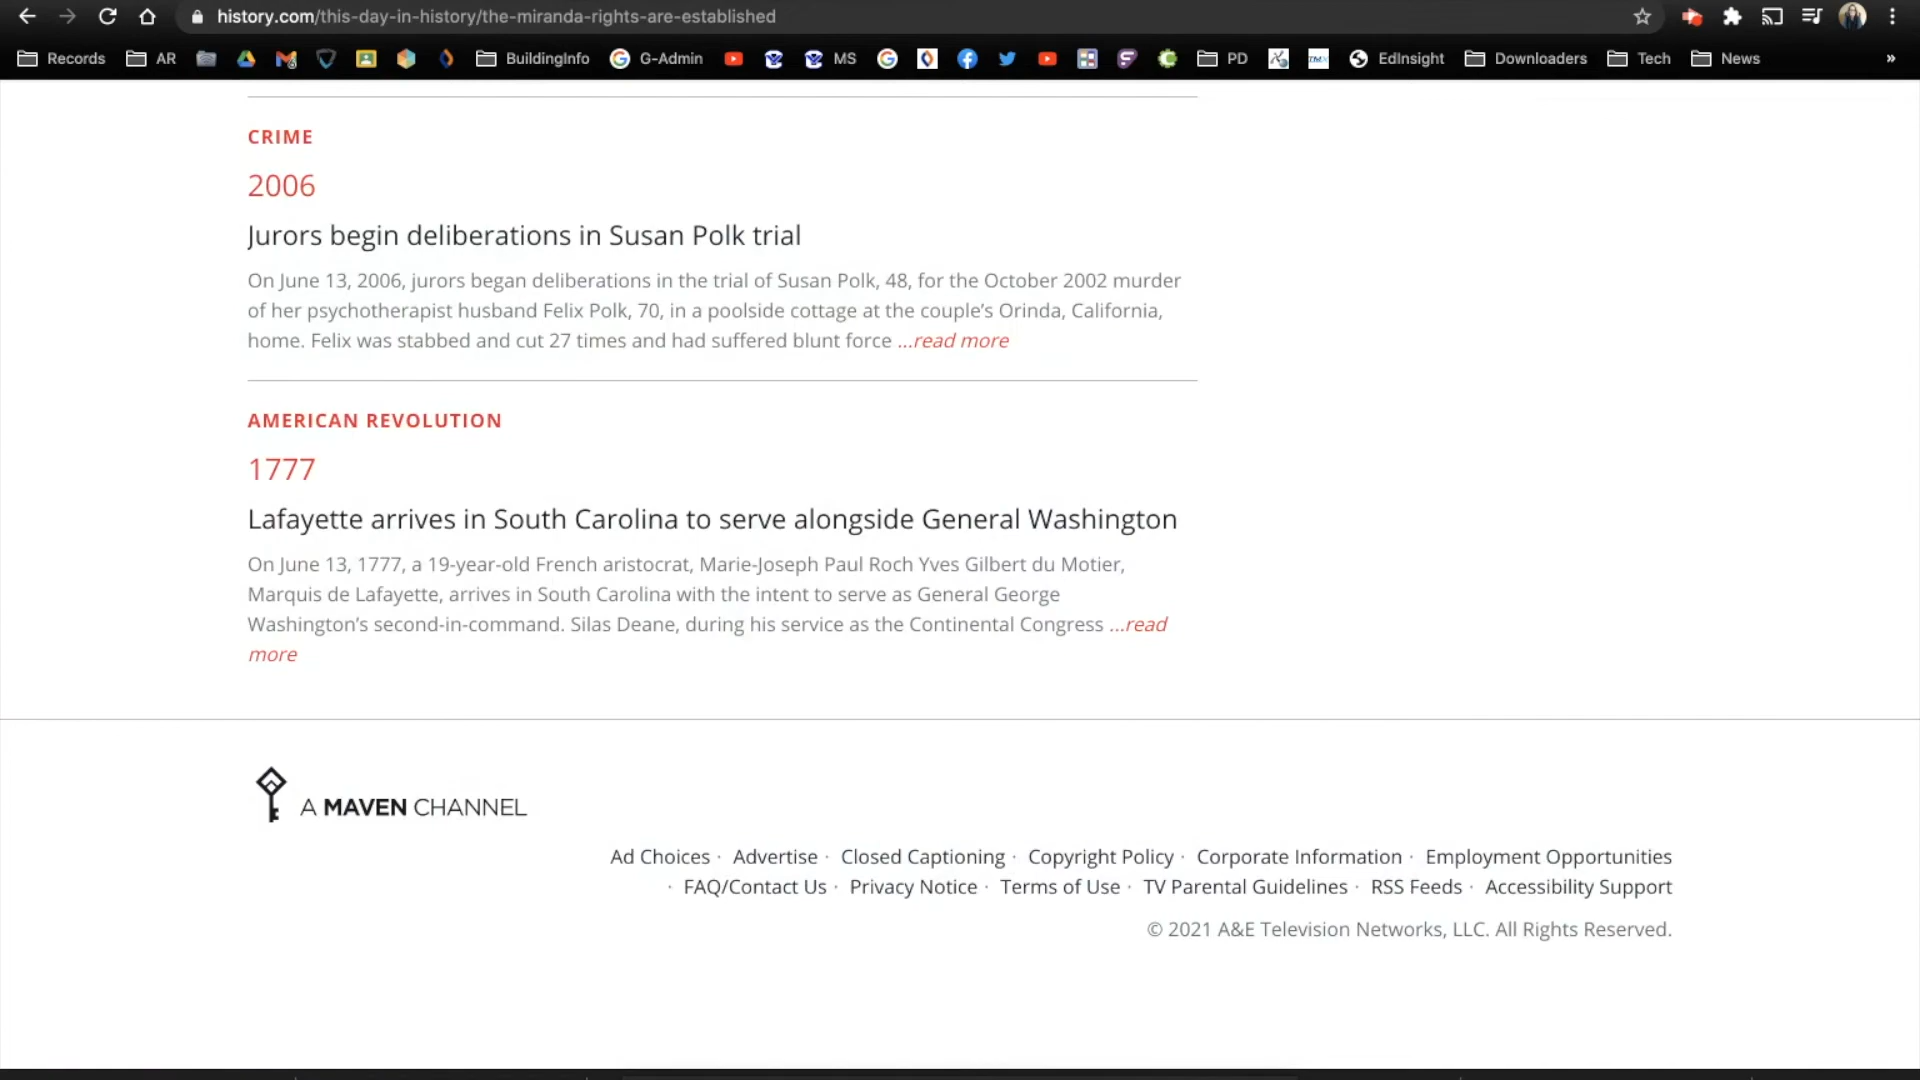 history.com/this-day-in-history/the-miranda-rights-are-established
Records AR BuildingInfo G-Admin MS PD EdInsight Downloaders Tech News »
CRIME
2006
Jurors begin deliberations in Susan Polk trial
On June 13, 2006, jurors began deliberations in the trial of Susan Polk, 48, for the October 2002 murder
of her psychotherapist husband Felix Polk, 70, in a poolside cottage at the couple’s Orinda, California,
home. Felix was stabbed and cut 27 times and had suffered blunt force ...read more
AMERICAN REVOLUTION
1777
Lafayette arrives in South Carolina to serve alongside General Washington
On June 13, 1777, a 19-year-old French aristocrat, Marie-Joseph Paul Roch Yves Gilbert du Motier,
Marquis de Lafayette, arrives in South Carolina with the intent to serve as General George
Washington’s second-in-command. Silas Deane, during his service as the Continental Congress ...read
more
A MAVEN CHANNEL
Ad Choices · Advertise · Closed Captioning · Copyright Policy · Corporate Information · Employment Opportunities
· FAQ/Contact Us · Privacy Notice · Terms of Use · TV Parental Guidelines · RSS Feeds · Accessibility Support
© 2021 A&E Television Networks, LLC. All Rights Reserved.